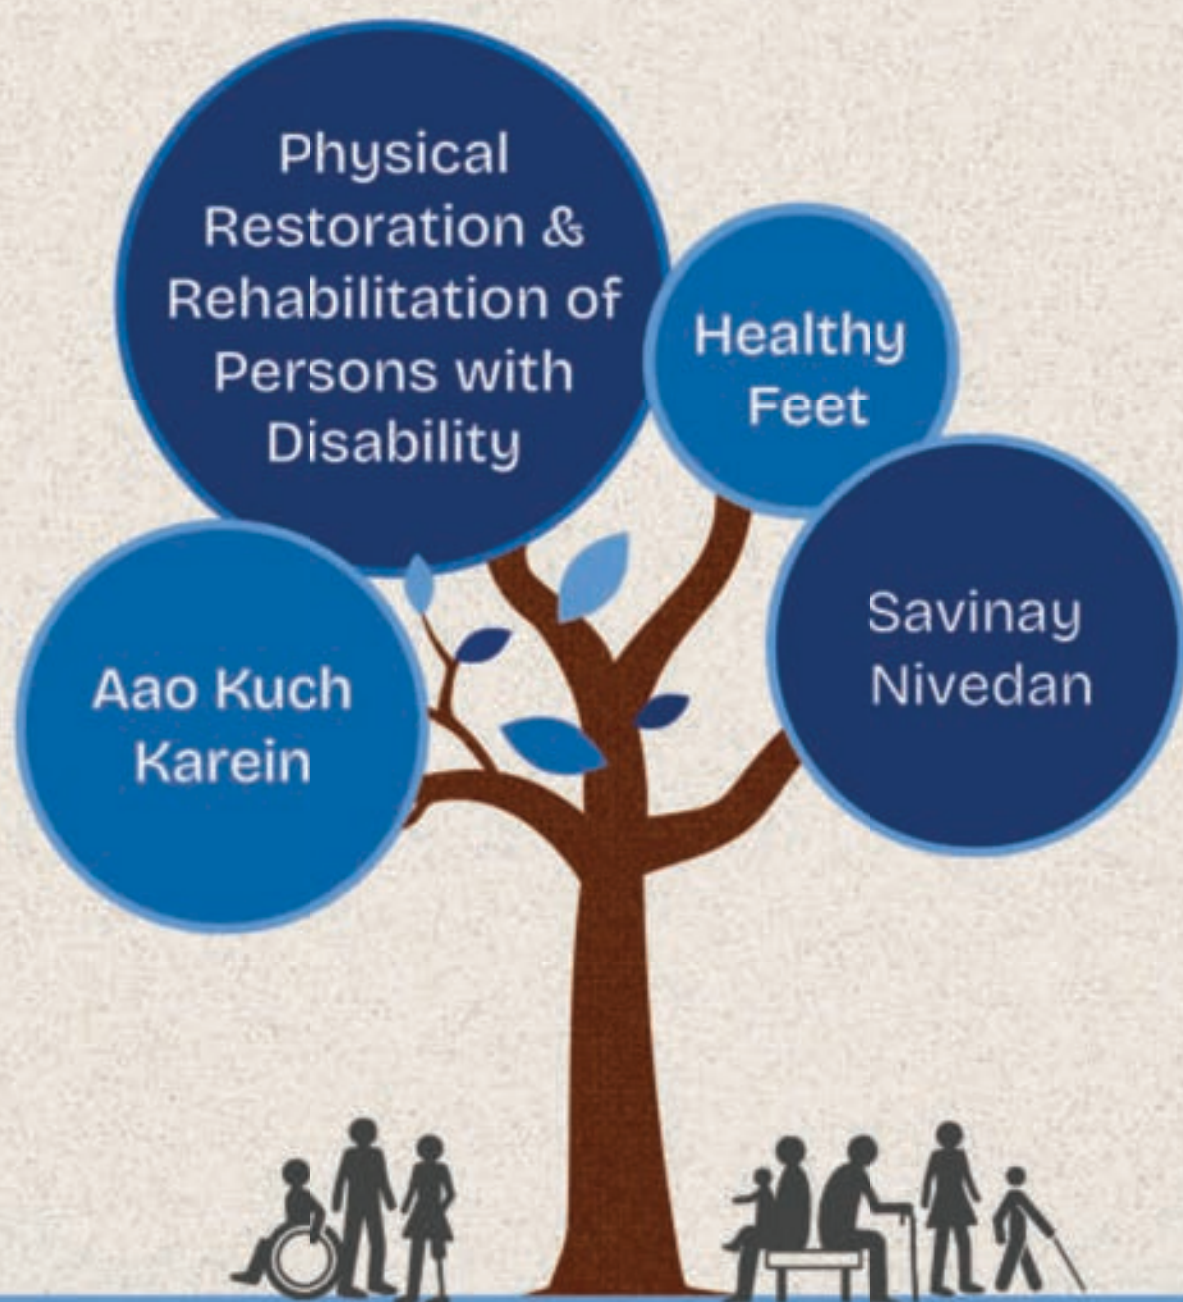 Physical
Restoration &
Rehabilitation of
Persons with
Disability
Healthy
Feet
Savinay
Nivedan
Aao Kuch
Karein